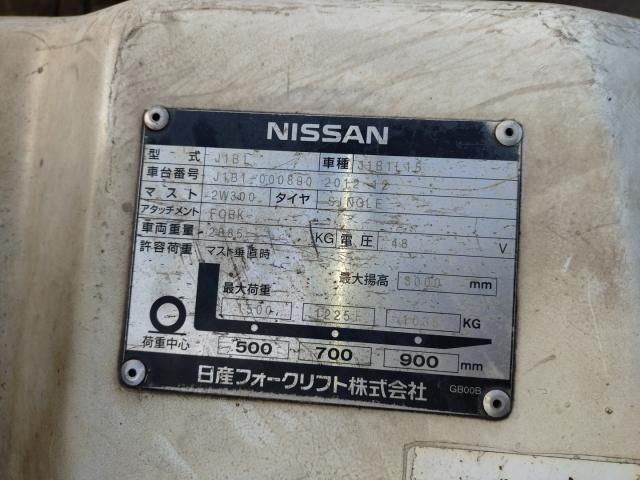 NISSAN
型式 J1B1 車種 J1B1L15
車台番号 J1B1-000890 2012-12
マスト 2W300 タイヤ SINGLE
アタッチメント FORK
車両重量 2885 KG 電圧 48 V
許容荷重 マスト垂直時
最大揚高 3000 mm
最大荷重
1500 1225 1035 KG
荷重中心 500 700 900 mm
日産フォークリフト株式会社 GB00B